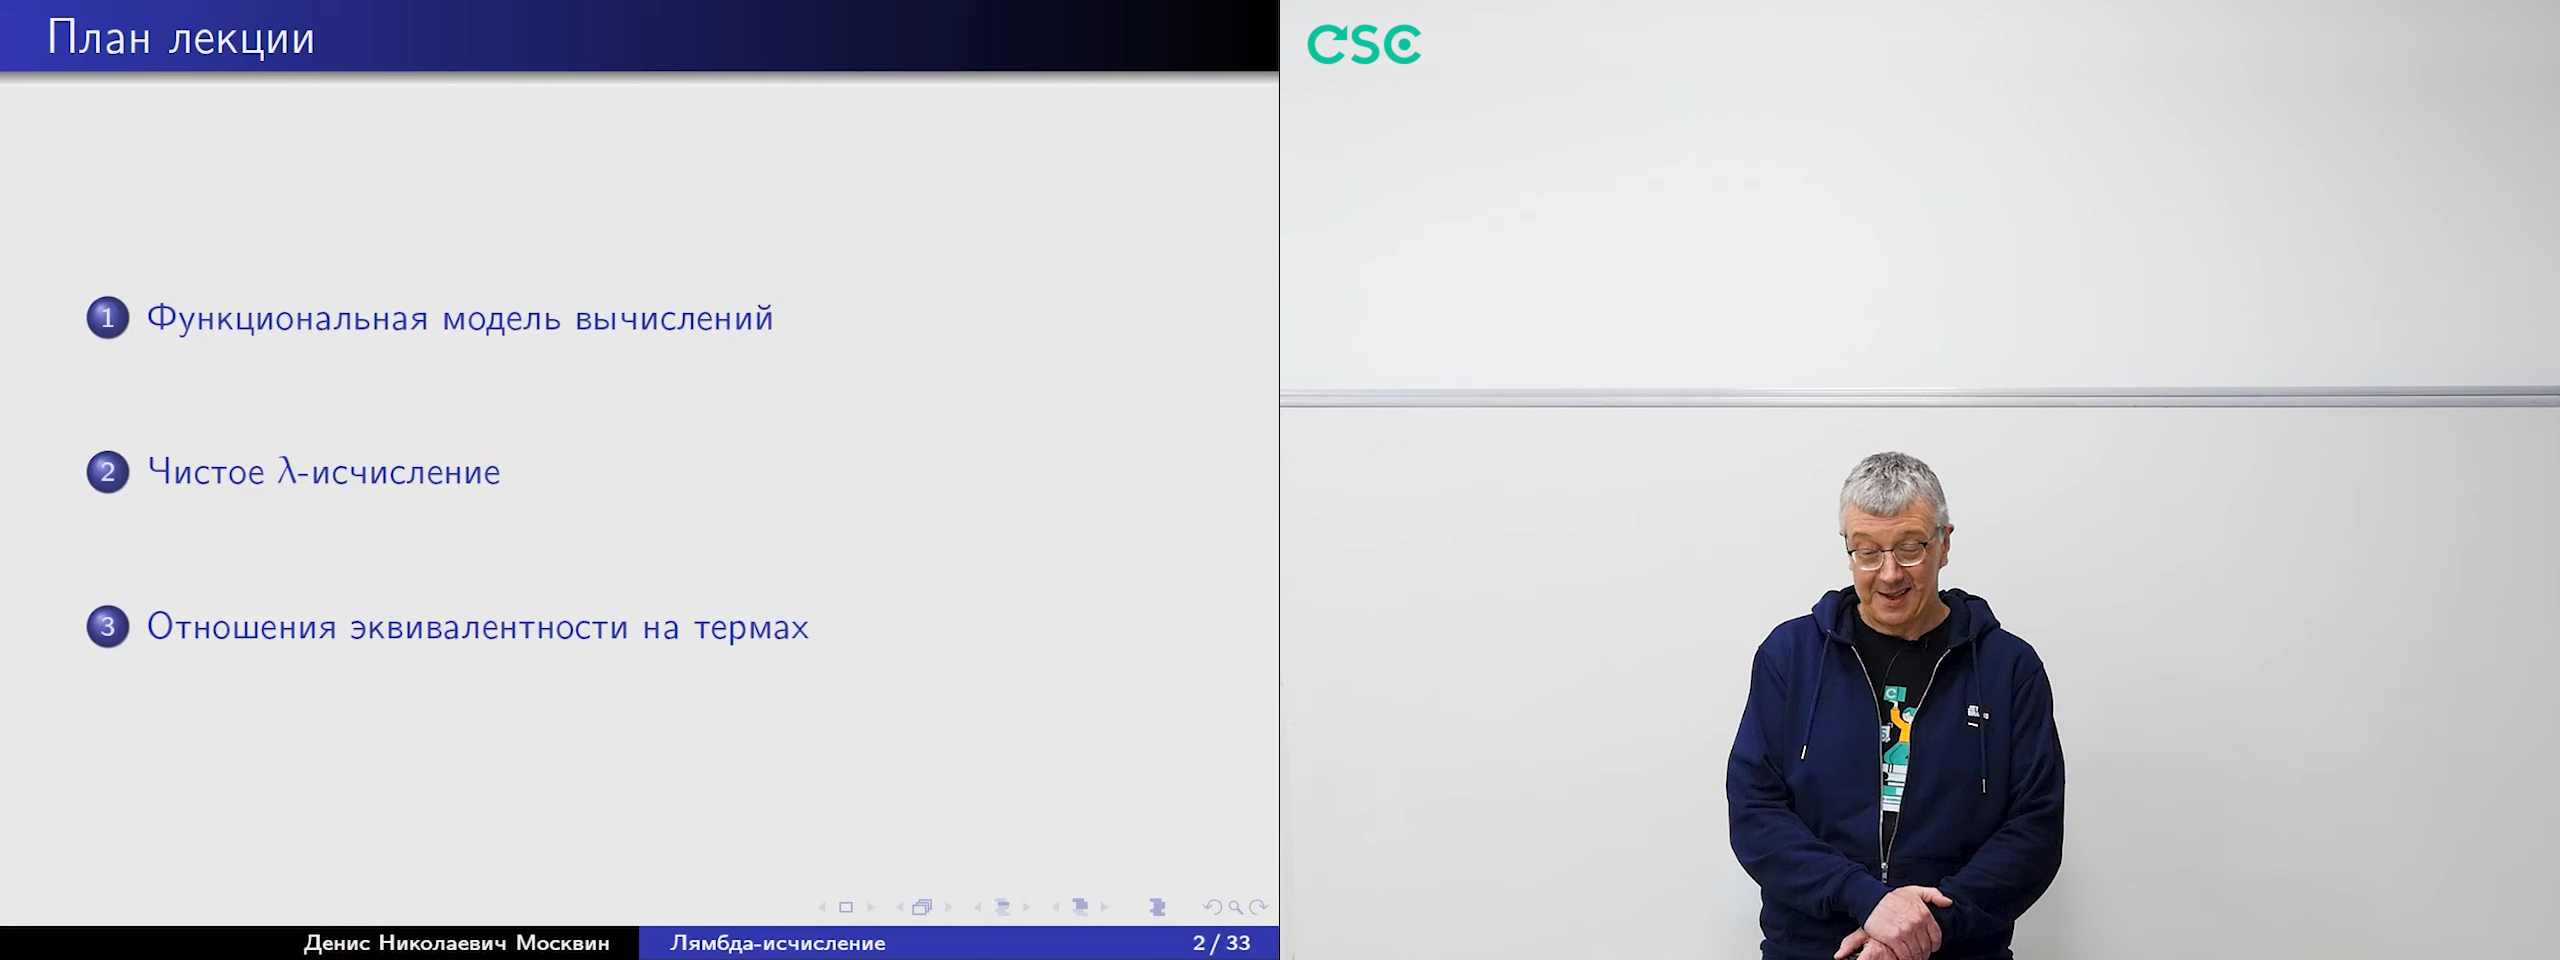 План лекции
1 Функциональная модель вычислений
2 Чистое λ-исчисление
3 Отношения эквивалентности на термах
Денис Николаевич Москвин Лямбда-исчисление 2 / 33
CSC